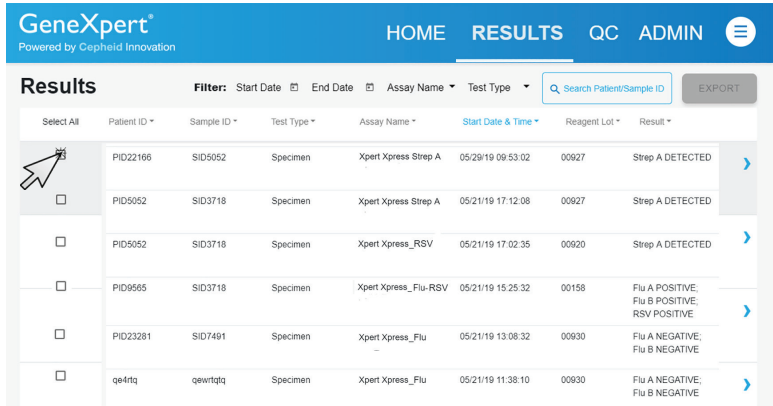 GeneXpert®
Powered by Cepheid Innovation
HOME RESULTS QC ADMIN
Results Filter: Start Date End Date Assay Name Test Type Search Patient/Sample ID EXPORT
Select All Patient ID Sample ID Test Type Assay Name Start Date & Time Reagent Lot Result
PID22166 SID5052 Specimen Xpert Xpress Strep A 05/29/19 09:53:02 00927 Strep A DETECTED
PID5052 SID3718 Specimen Xpert Xpress Strep A 05/21/19 17:12:08 00927 Strep A DETECTED
PID5052 SID3718 Specimen Xpert Xpress_RSV 05/21/19 17:02:35 00920 Strep A DETECTED
PID9565 SID3718 Specimen Xpert Xpress_Flu-RSV 05/21/19 15:25:32 00158 Flu A POSITIVE;
Flu B POSITIVE;
RSV POSITIVE
PID23281 SID7491 Specimen Xpert Xpress_Flu 05/21/19 13:08:32 00930 Flu A NEGATIVE;
Flu B NEGATIVE
qe4rtq qewrtqtq Specimen Xpert Xpress_Flu 05/21/19 11:38:10 00930 Flu A NEGATIVE;
Flu B NEGATIVE